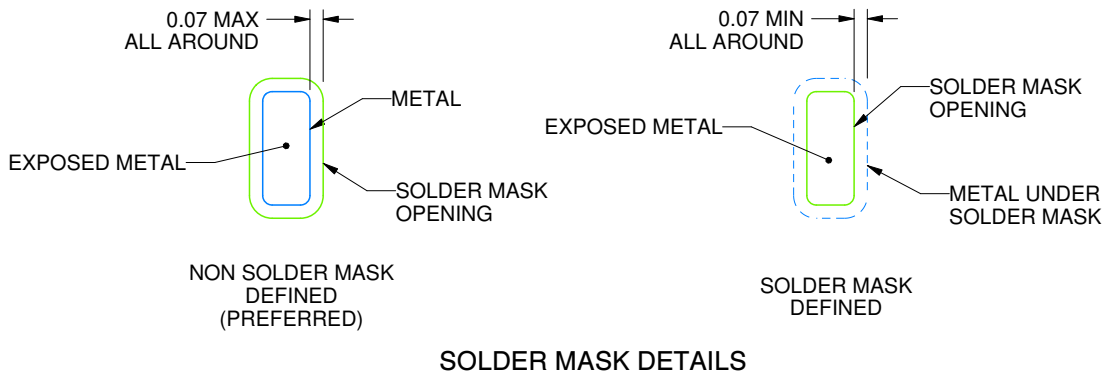 0.07 MAX
ALL AROUND
METAL
EXPOSED METAL
SOLDER MASK
OPENING
NON SOLDER MASK
DEFINED
(PREFERRED)
0.07 MIN
ALL AROUND
SOLDER MASK
OPENING
EXPOSED METAL
METAL UNDER
SOLDER MASK
SOLDER MASK
DEFINED
SOLDER MASK DETAILS